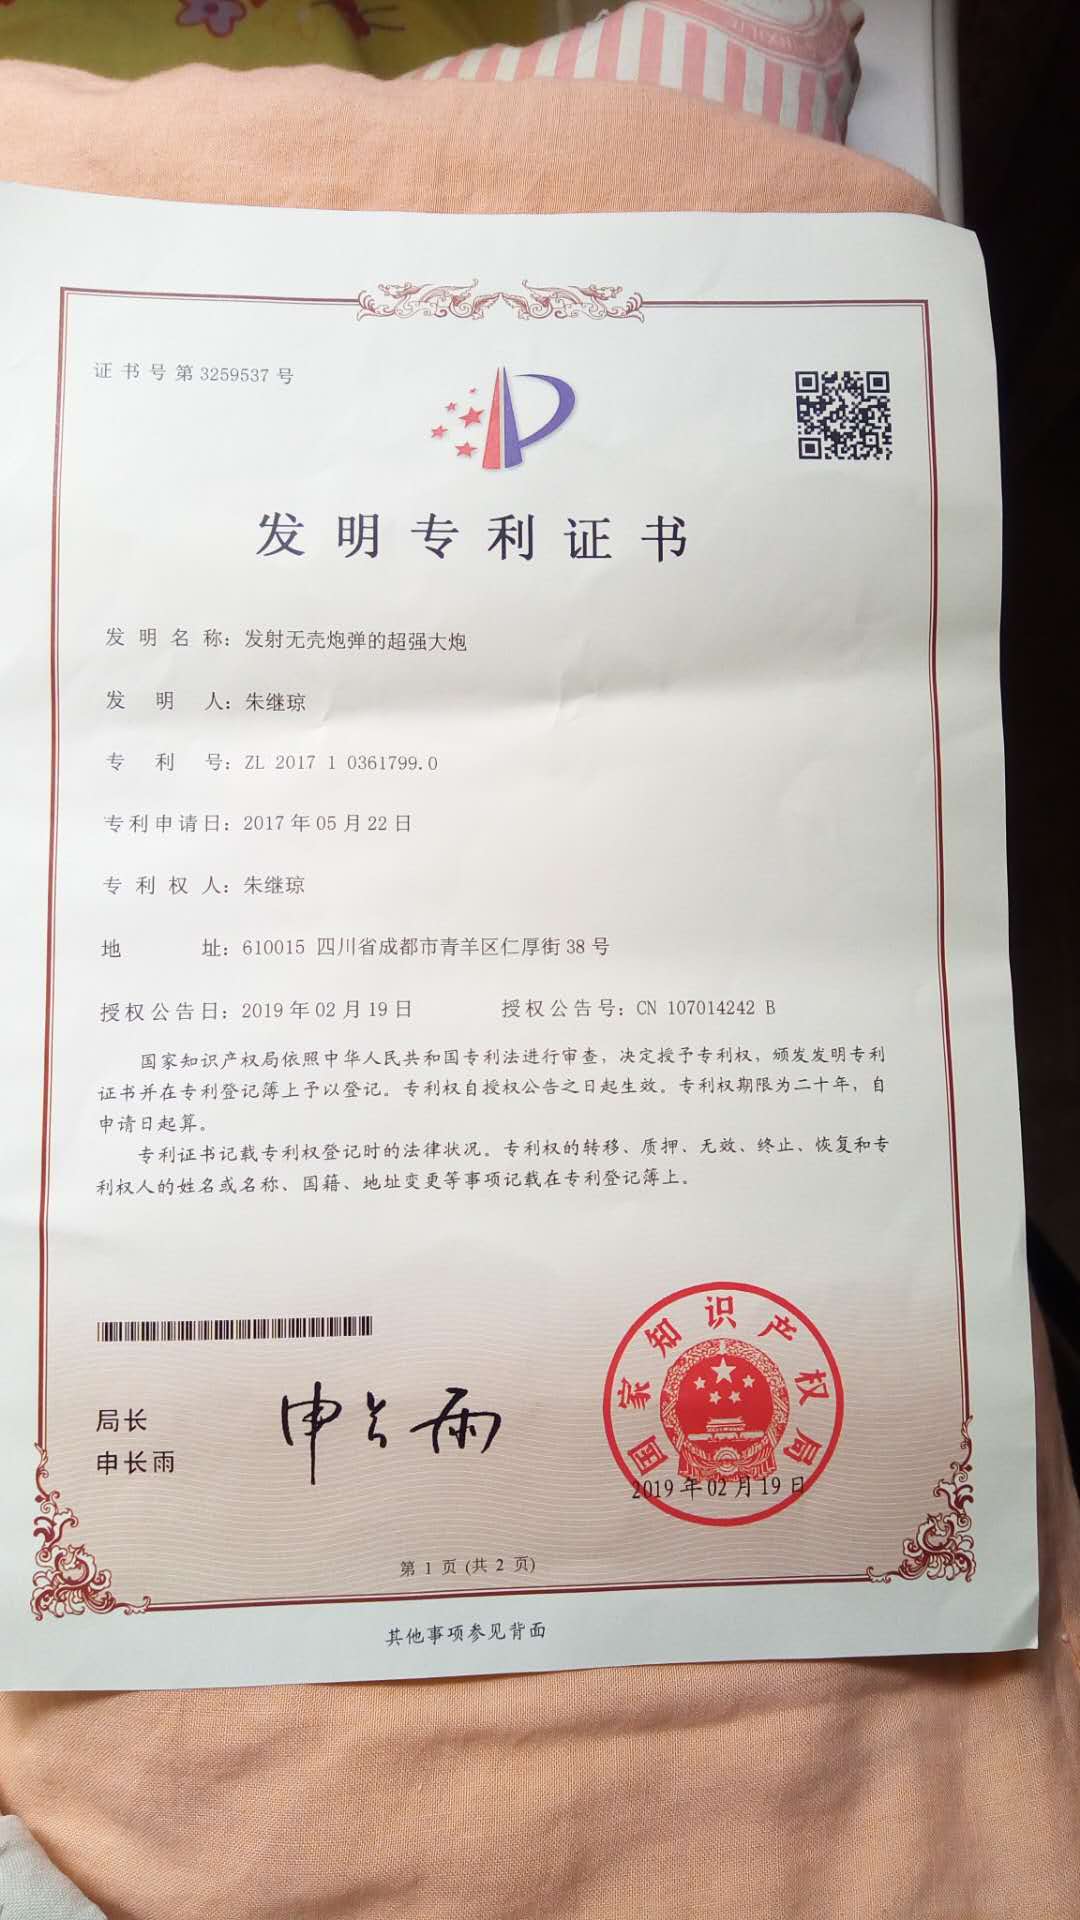 证书号第3259537号
发明专利证书
发明名称：发射无壳炮弹的超强大炮
发明人：朱继琼
专利号：ZL 2017 1 0361799.0
专利申请日：2017年05月22日
专利权人：朱继琼
地址：610015 四川省成都市青羊区仁厚街38号
授权公告日：2019年02月19日 授权公告号：CN 107014242 B
国家知识产权局依照中华人民共和国专利法进行审查，决定授予专利权，颁发发明专利
证书并在专利登记簿上予以登记。专利权自授权公告之日起生效。专利权期限为二十年，自
申请日起算。
专利证书记载专利权登记时的法律状况。专利权的转移、质押、无效、终止、恢复和专
利权人的姓名或名称、国籍、地址变更等事项记载在专利登记簿上。
局长
申长雨
申长雨
国家知识产权局
2019年02月19日
第 1 页 (共 2 页)
其他事项参见背面